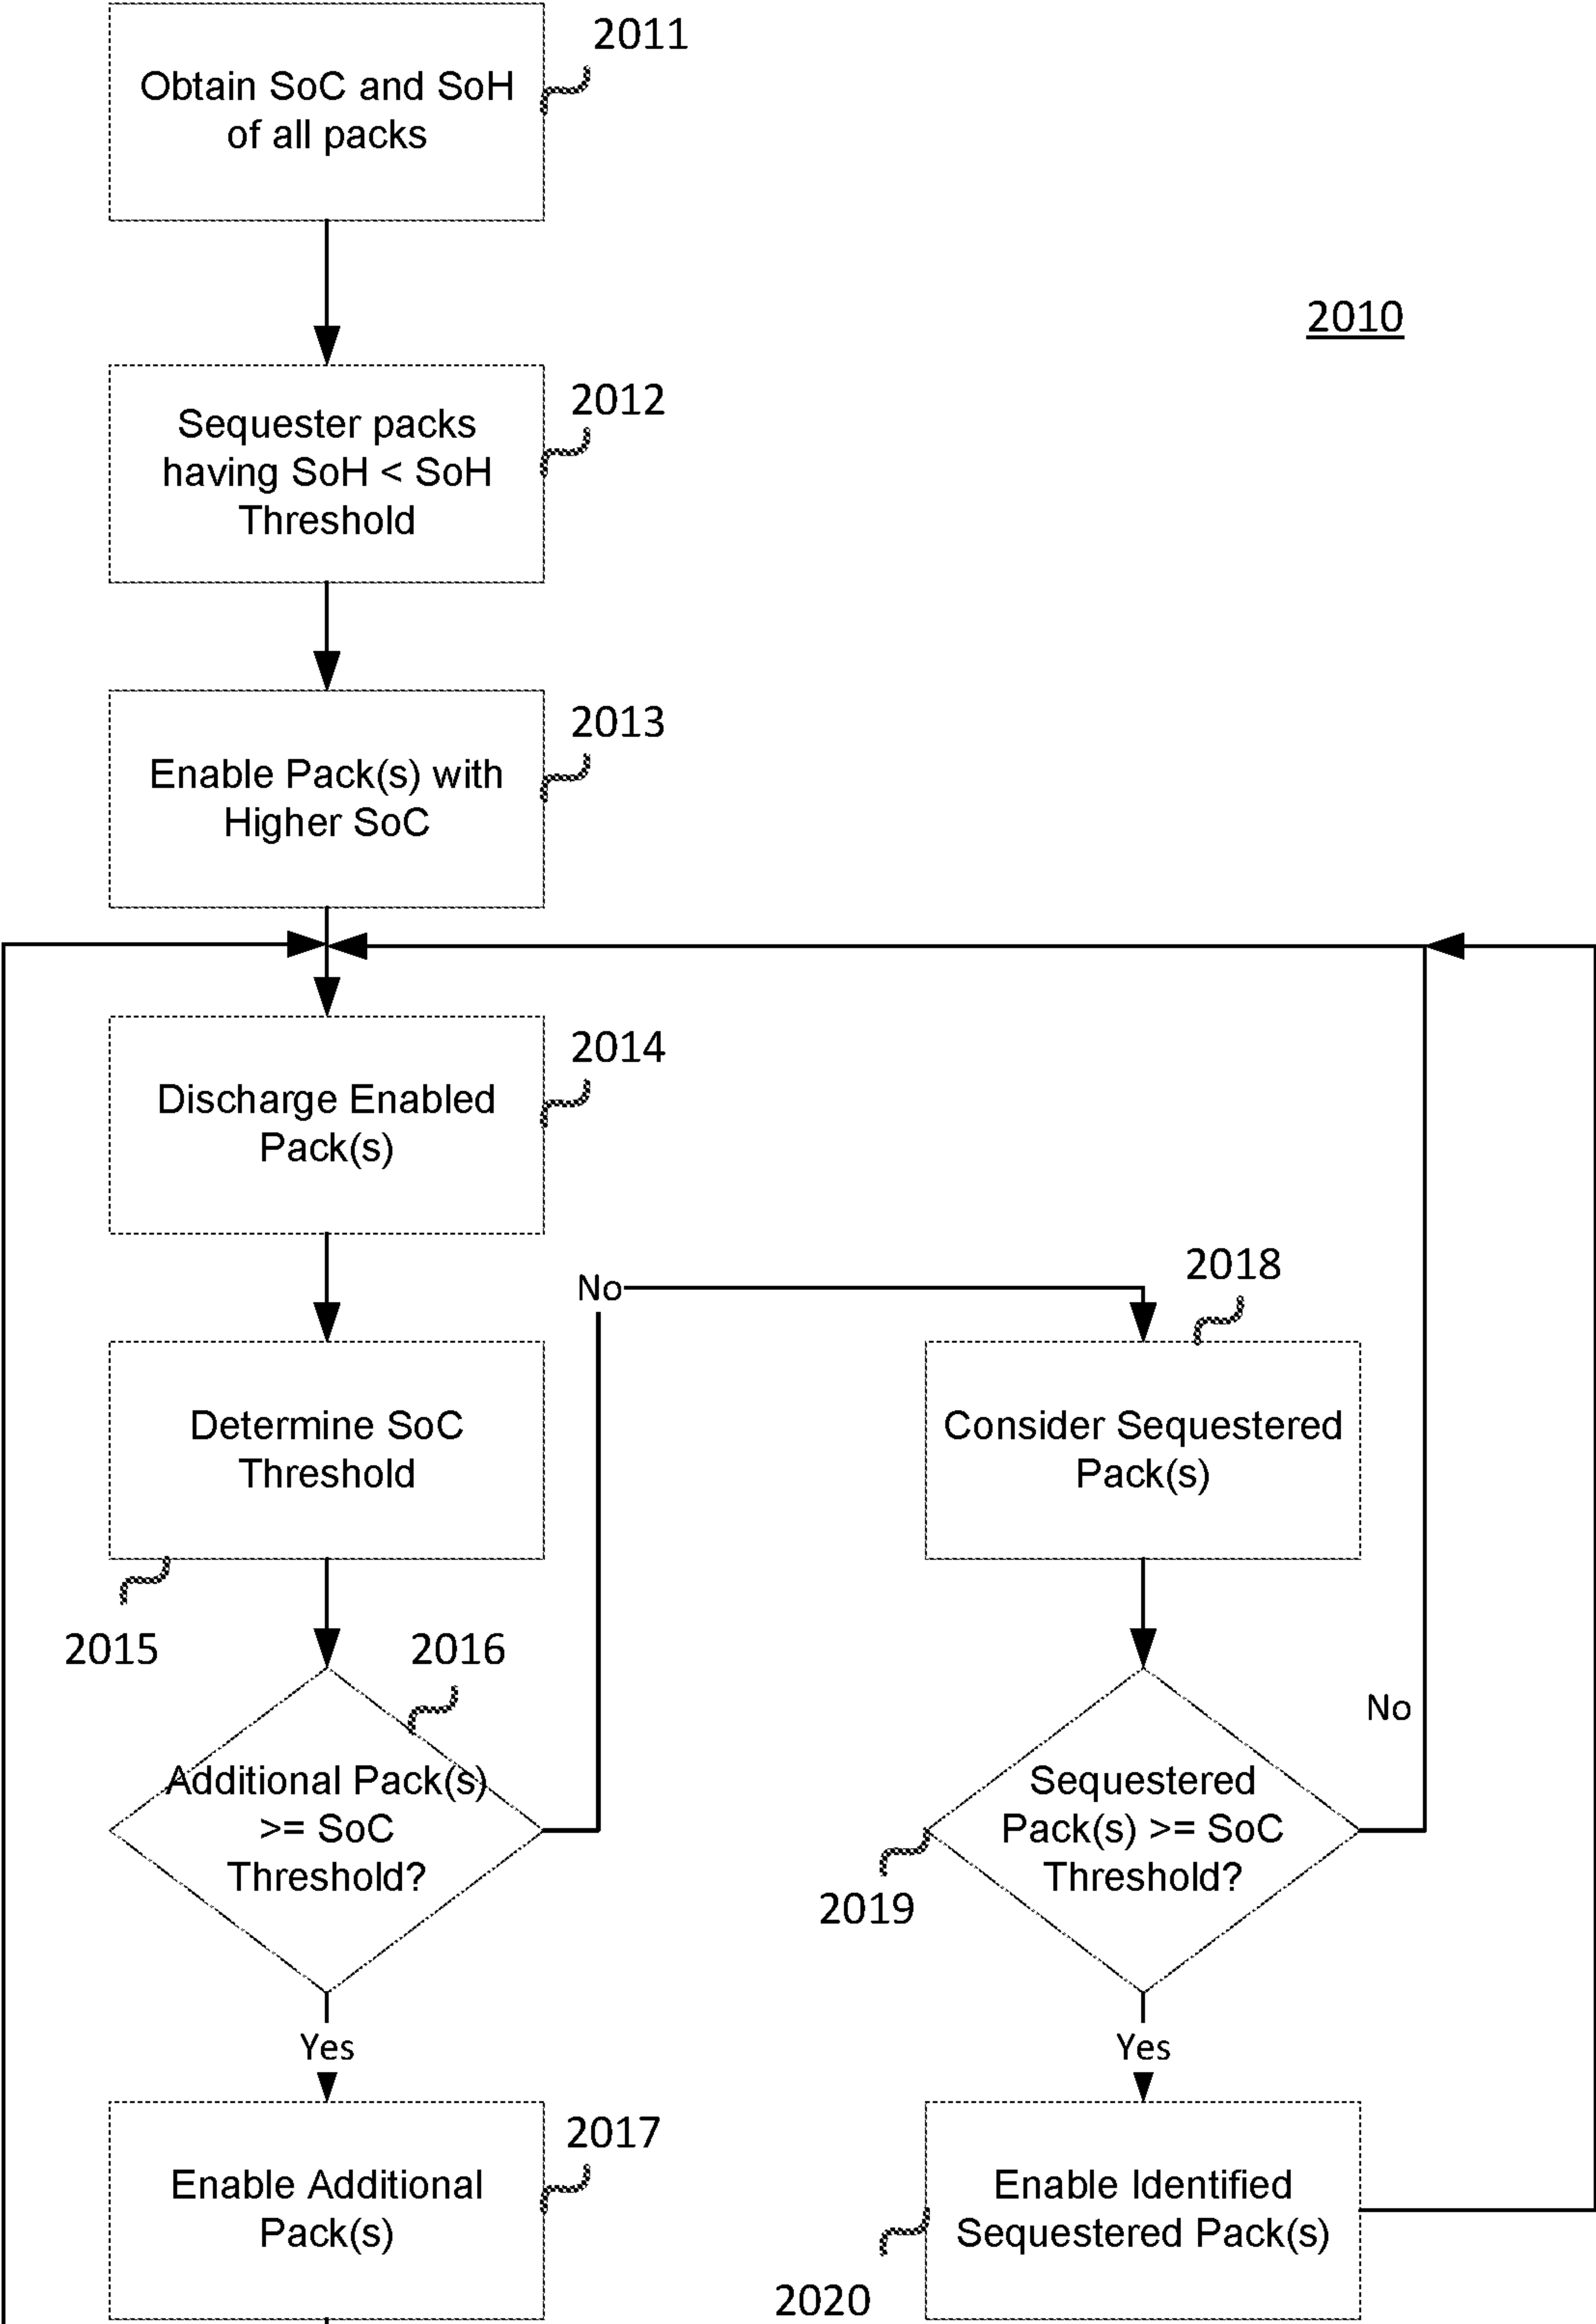 2011
Obtain SoC and SoH
of all packs
2010
2012
Sequester packs
having SoH < SoH
Threshold
2013
Enable Pack(s) with
Higher SoC
2014
Discharge Enabled
Pack(s)
No
2018
Determine SoC
Threshold
Consider Sequestered
Pack(s)
2015
2016
No
Additional Pack(s)
>= SoC
Threshold?
Sequestered
Pack(s) >= SoC
Threshold?
2019
Yes
Yes
2017
Enable Additional
Pack(s)
Enable Identified
Sequestered Pack(s)
2020